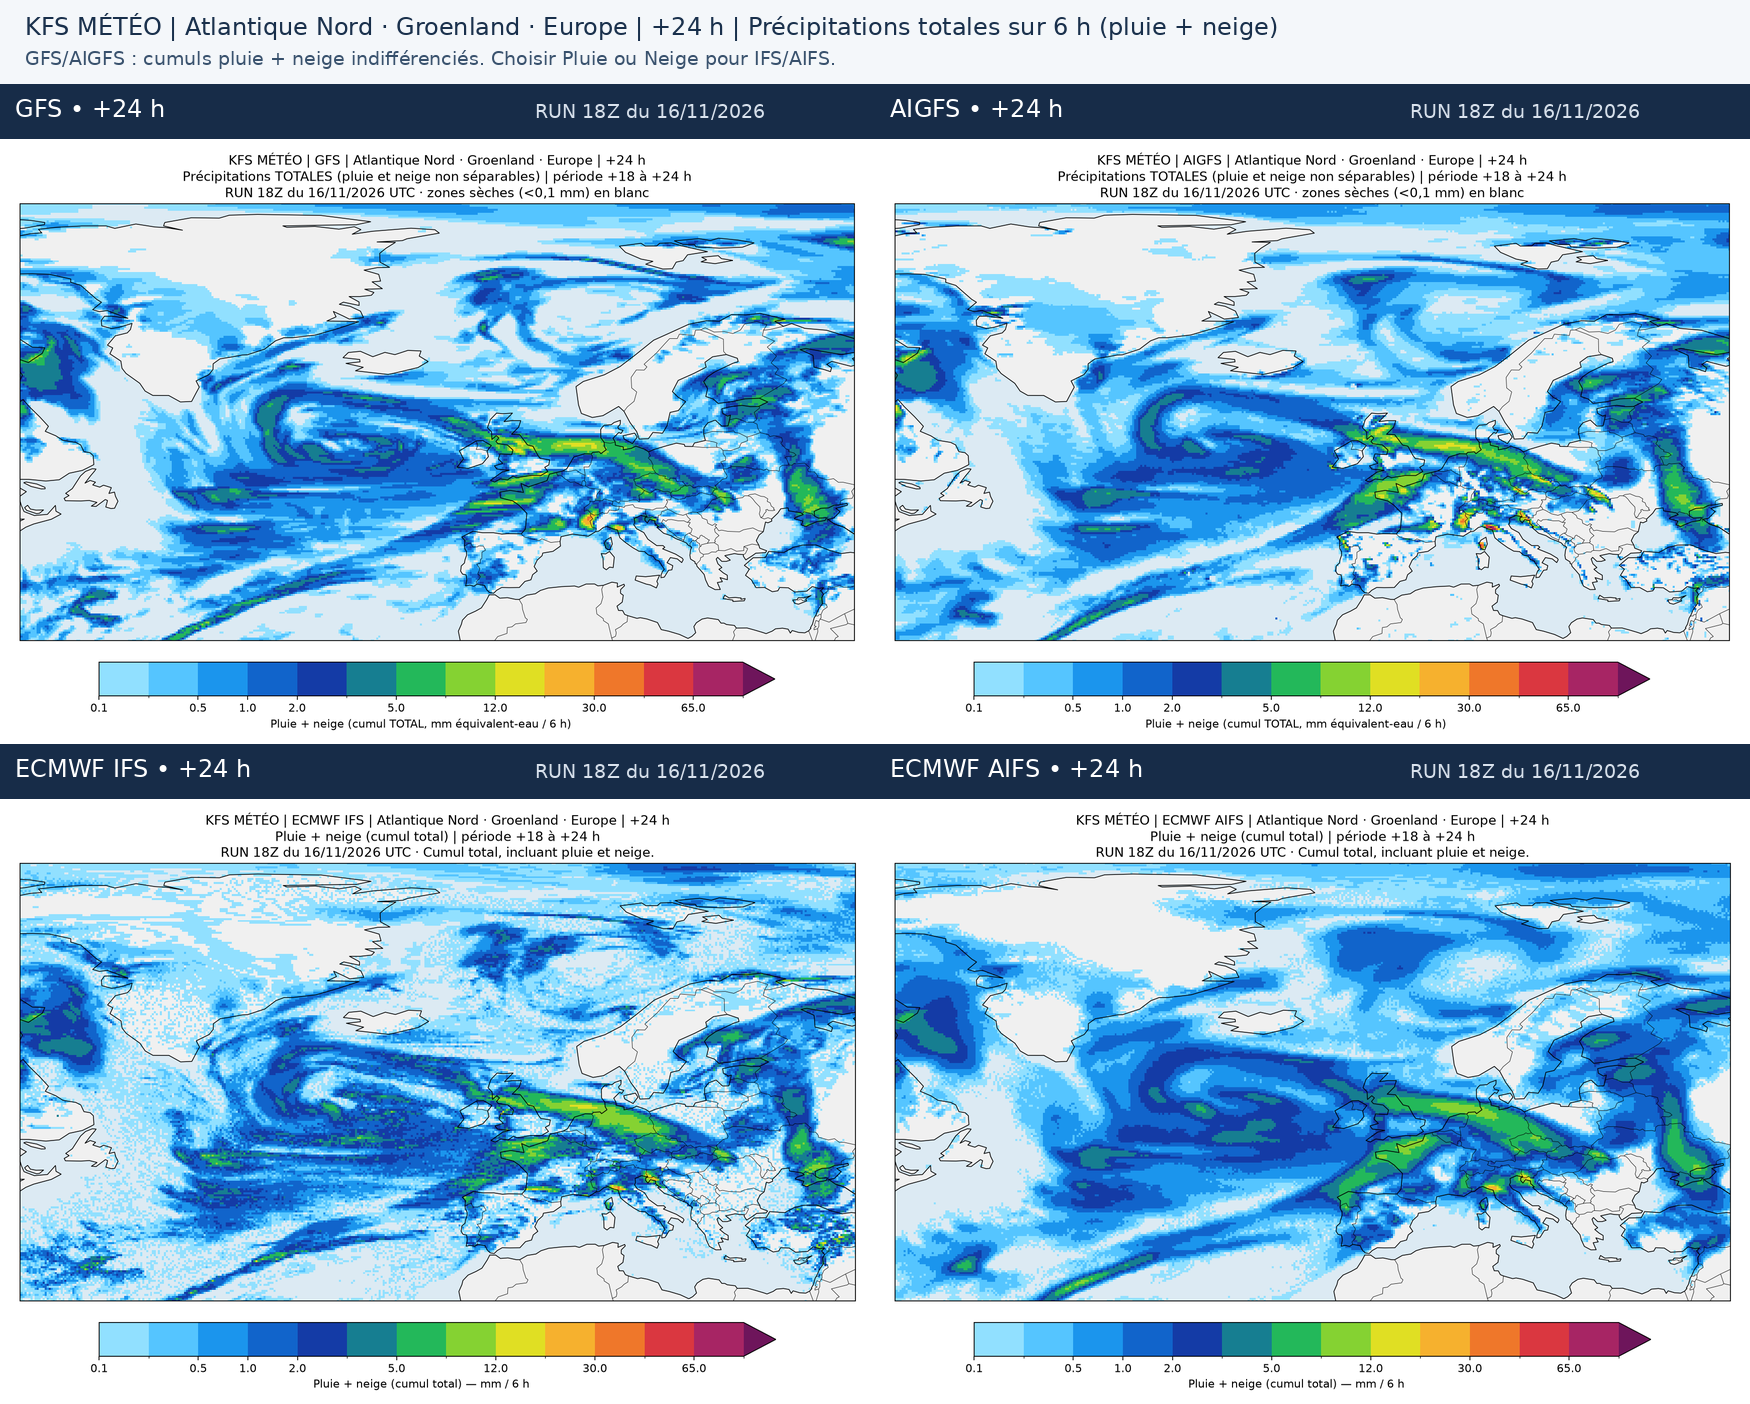 KFS MÉTÉO | Atlantique Nord · Groenland · Europe | +24 h | Précipitations totales sur 6 h (pluie + neige)
GFS/AIGFS : cumuls pluie + neige indifférenciés. Choisir Pluie ou Neige pour IFS/AIFS.
GFS • +24 h
RUN 18Z du 16/11/2026
AIGFS • +24 h
RUN 18Z du 16/11/2026
KFS MÉTÉO | GFS | Atlantique Nord · Groenland · Europe | +24 h
Précipitations TOTALES (pluie et neige non séparables) | période +18 à +24 h
RUN 18Z du 16/11/2026 UTC · zones sèches (<0,1 mm) en blanc
KFS MÉTÉO | AIGFS | Atlantique Nord · Groenland · Europe | +24 h
Précipitations TOTALES (pluie et neige non séparables) | période +18 à +24 h
RUN 18Z du 16/11/2026 UTC · zones sèches (<0,1 mm) en blanc
0.1 0.5 1.0 2.0 5.0 12.0 30.0 65.0
Pluie + neige (cumul TOTAL, mm équivalent-eau / 6 h)
0.1 0.5 1.0 2.0 5.0 12.0 30.0 65.0
Pluie + neige (cumul TOTAL, mm équivalent-eau / 6 h)
ECMWF IFS • +24 h
RUN 18Z du 16/11/2026
ECMWF AIFS • +24 h
RUN 18Z du 16/11/2026
KFS MÉTÉO | ECMWF IFS | Atlantique Nord · Groenland · Europe | +24 h
Pluie + neige (cumul total) | période +18 à +24 h
RUN 18Z du 16/11/2026 UTC · Cumul total, incluant pluie et neige.
KFS MÉTÉO | ECMWF AIFS | Atlantique Nord · Groenland · Europe | +24 h
Pluie + neige (cumul total) | période +18 à +24 h
RUN 18Z du 16/11/2026 UTC · Cumul total, incluant pluie et neige.
0.1 0.5 1.0 2.0 5.0 12.0 30.0 65.0
Pluie + neige (cumul total) — mm / 6 h
0.1 0.5 1.0 2.0 5.0 12.0 30.0 65.0
Pluie + neige (cumul total) — mm / 6 h